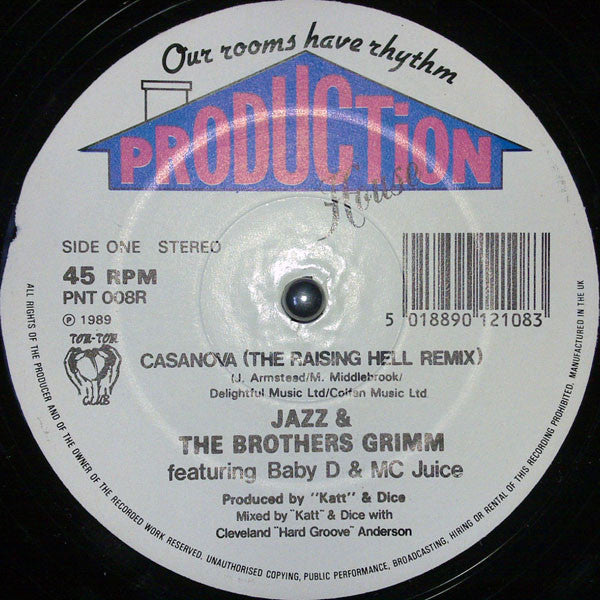 Our rooms have rhythm
PRODUCTiON
House
SIDE ONE STEREO
45 RPM
PNT 008R
℗ 1989
TOM-TOM
CLUB
5 018890 121083
CASANOVA (THE RAISING HELL REMIX)
(J. Armstead/M. Middlebrook/
Delightful Music Ltd/Colfan Music Ltd.
JAZZ &
THE BROTHERS GRIMM
featuring Baby D & MC Juice
Produced by "Katt" & Dice
Mixed by "Katt" & Dice with
Cleveland "Hard Groove" Anderson
ALL RIGHTS OF THE PRODUCER AND OF THE OWNER OF THE RECORDED WORK RESERVED. UNAUTHORISED COPYING, PUBLIC PERFORMANCE, BROADCASTING, HIRING OR RENTAL OF THIS RECORDING PROHIBITED. MANUFACTURED IN THE UK